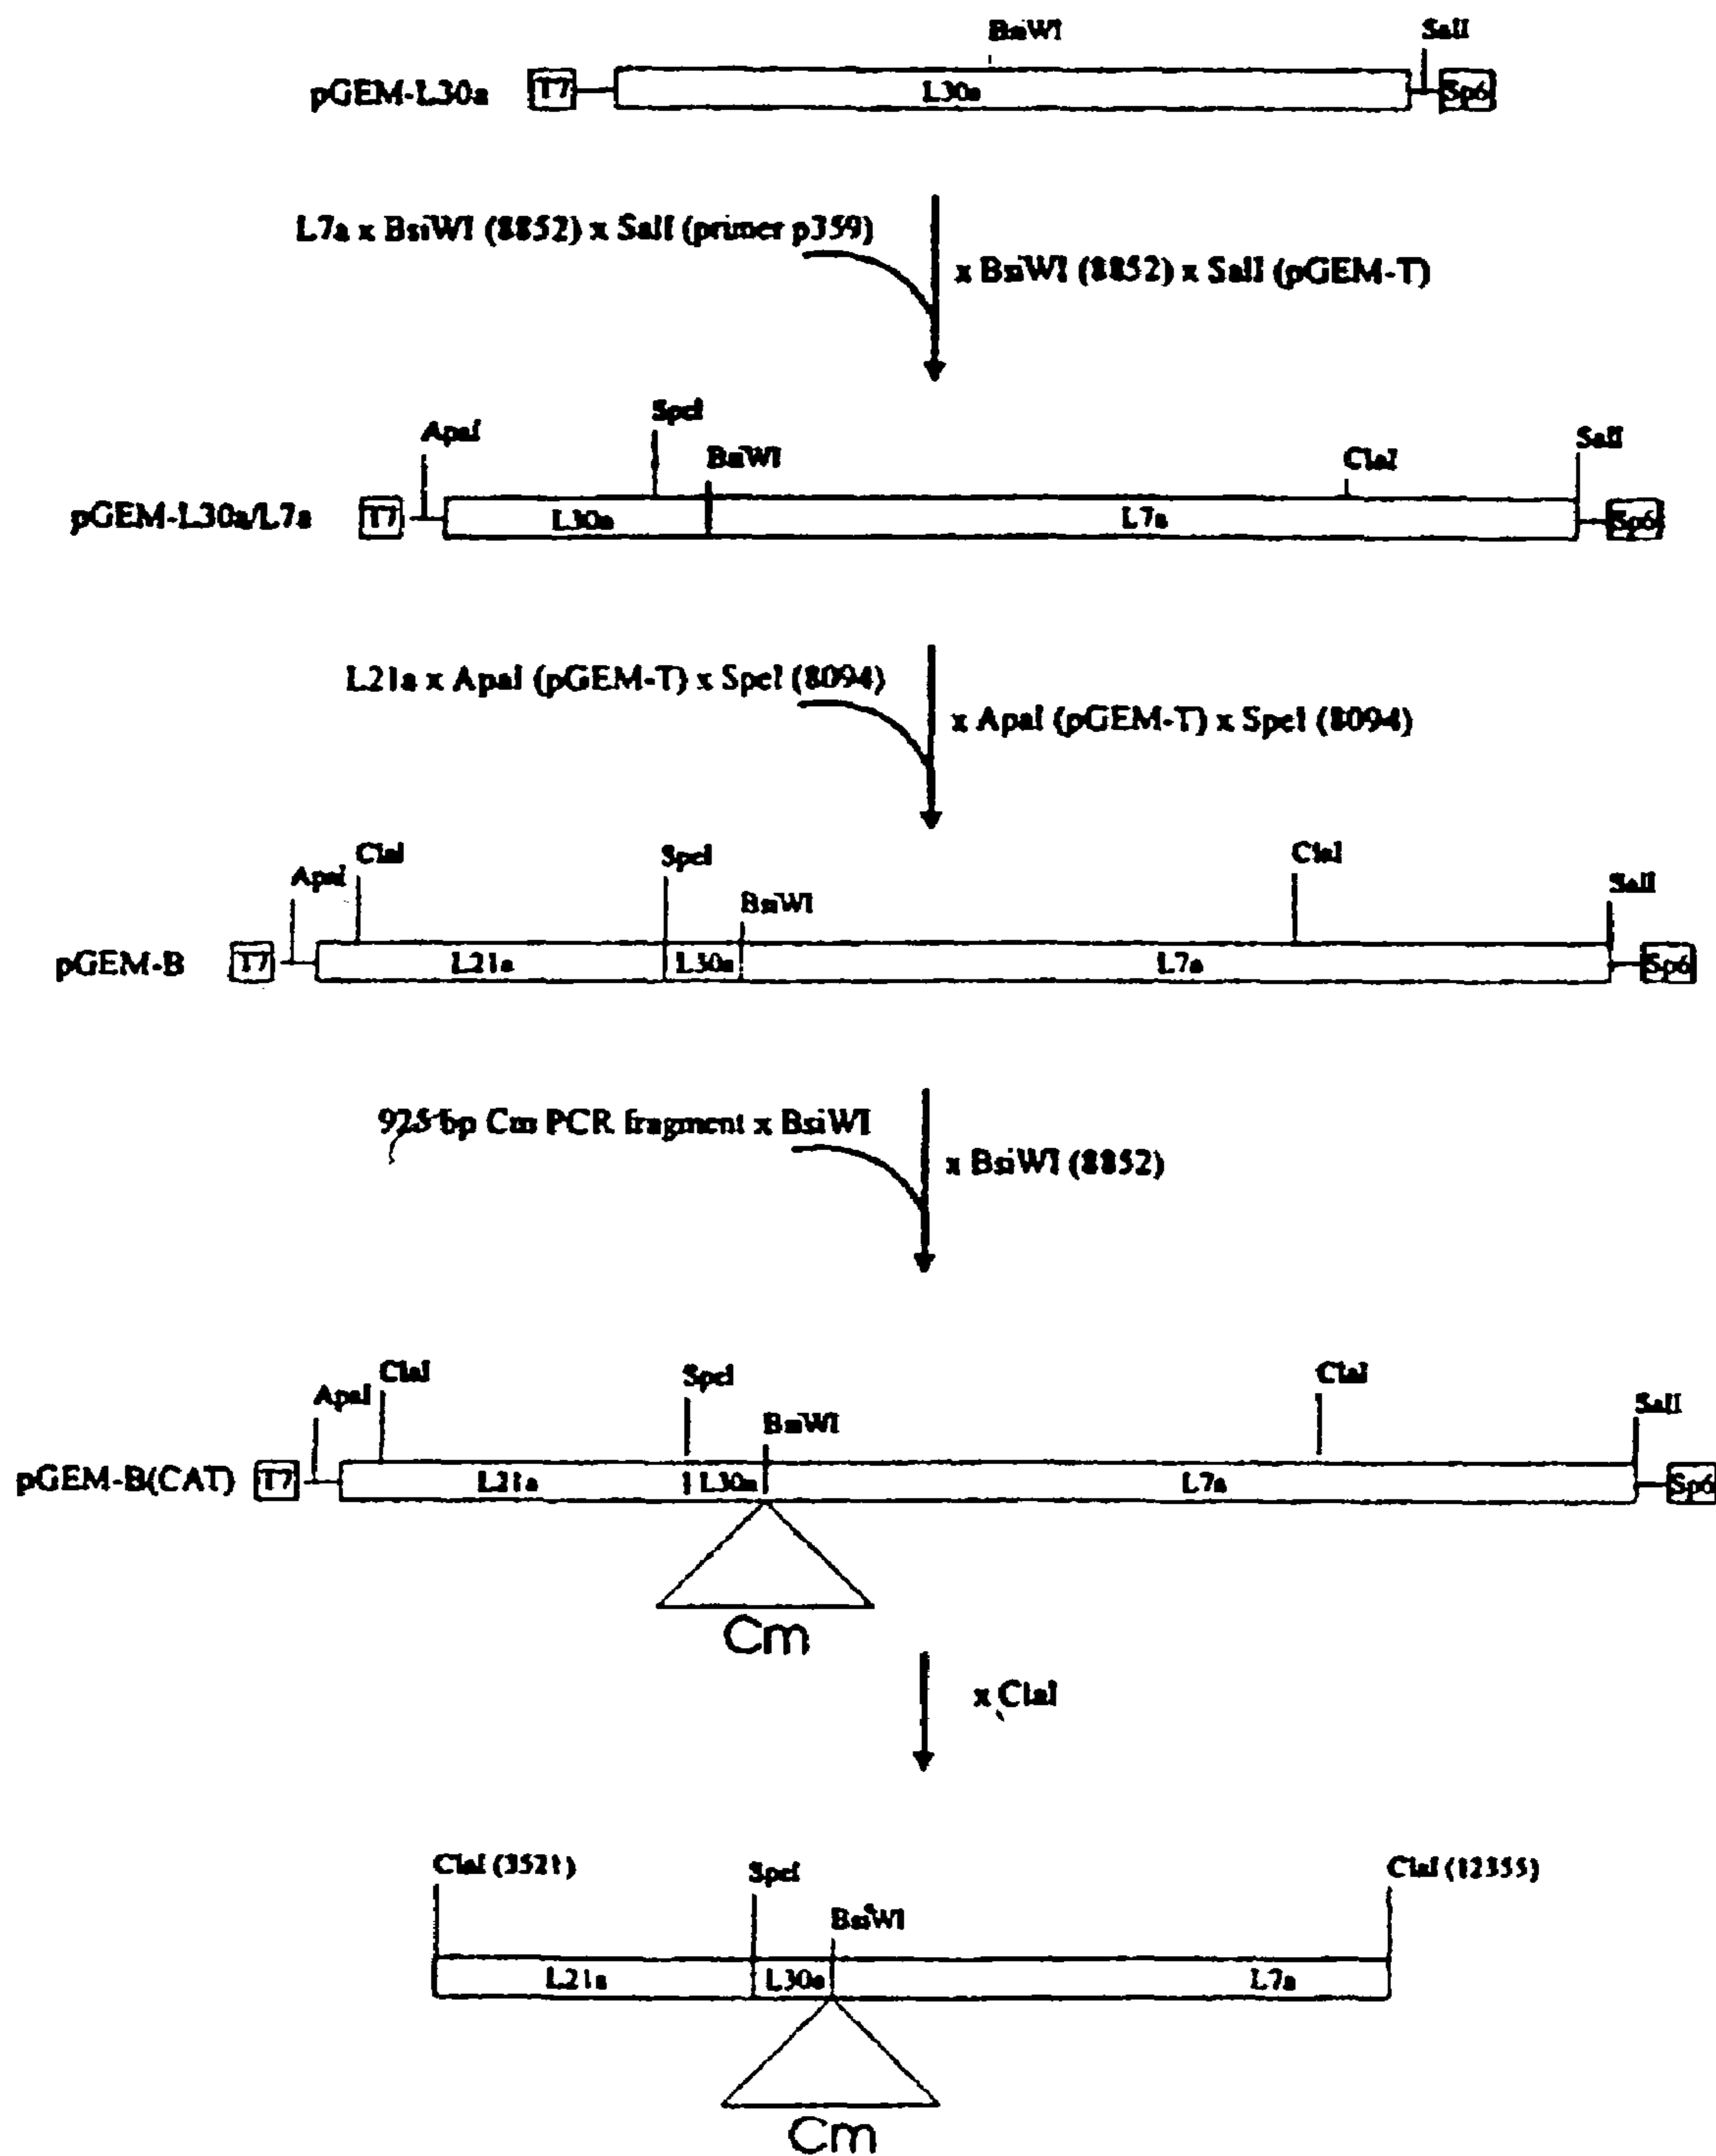 BsiWI
SalI
pGEM-L30a T7 L30a Sp6
L7a x BsiWI (8852) x SalI (primer p359)
x BsiWI (8852) x SalI (pGEM-T)
ApaI SpeI BsiWI ClaI SalI
pGEM-L30a/L7a T7 L30a L7a Sp6
L21a x ApaI (pGEM-T) x SpeI (8094)
x ApaI (pGEM-T) x SpeI (8094)
ApaI ClaI SpeI BsiWI ClaI SalI
pGEM-B T7 L21a L30a L7a Sp6
925 bp Cm PCR fragment x BsiWI
x BsiWI (8852)
ApaI ClaI SpeI BsiWI ClaI SalI
pGEM-B(CAT) T7 L21a L30a L7a Sp6
Cm
x ClaI
ClaI (3521) SpeI BsiWI ClaI (12355)
L21a L30a L7a
Cm